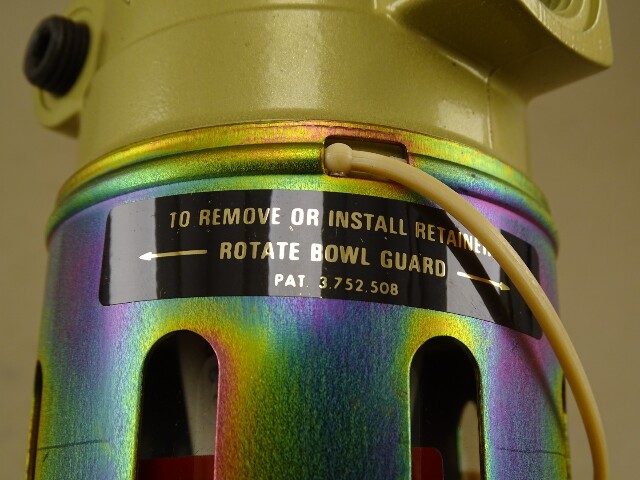 TO REMOVE OR INSTALL RETAINER
ROTATE BOWL GUARD
PAT. 3.752.508